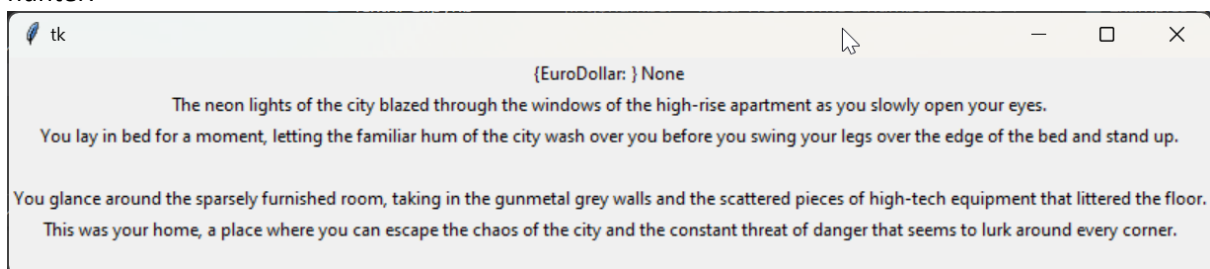 hunter.
tk
{EuroDollar: } None
The neon lights of the city blazed through the windows of the high-rise apartment as you slowly open your eyes.
You lay in bed for a moment, letting the familiar hum of the city wash over you before you swing your legs over the edge of the bed and stand up.
You glance around the sparsely furnished room, taking in the gunmetal grey walls and the scattered pieces of high-tech equipment that littered the floor.
This was your home, a place where you can escape the chaos of the city and the constant threat of danger that seems to lurk around every corner.